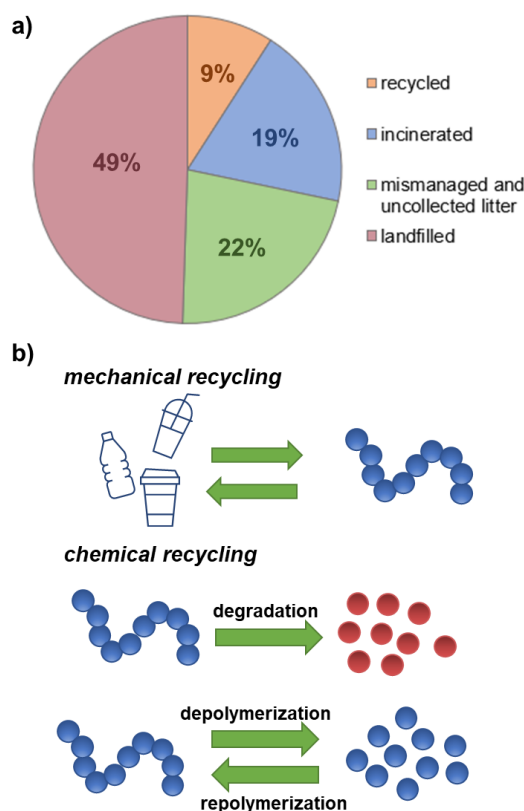 a)
9%
19%
22%
49%
recycled
incinerated
mismanaged and
uncollected litter
landfilled
b)
mechanical recycling
chemical recycling
degradation
depolymerization
repolymerization